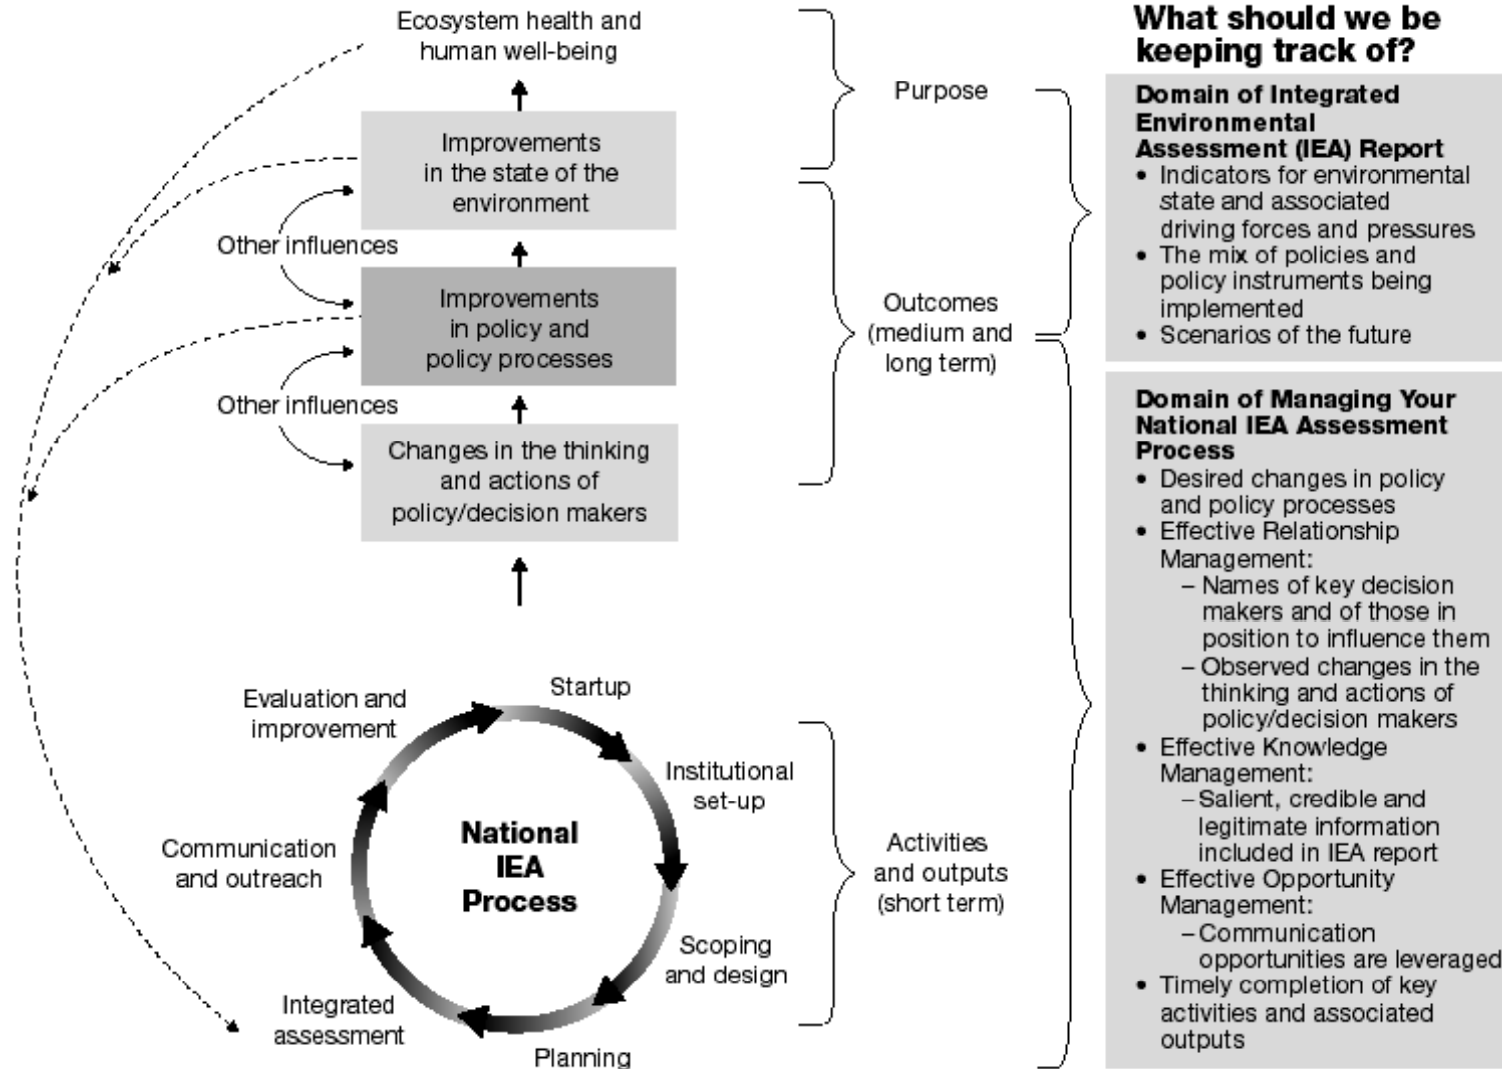 Ecosystem health and
human well-being
Improvements
in the state of the
environment
Other influences
Improvements
in policy and
policy processes
Other influences
Changes in the thinking
and actions of
policy/decision makers
Evaluation and
improvement
Startup
Institutional
set-up
Communication
and outreach
National
IEA
Process
Scoping
and design
Integrated
assessment
Planning
Purpose
Outcomes
(medium and
long term)
Activities
and outputs
(short term)
What should we be
keeping track of?
Domain of Integrated
Environmental
Assessment (IEA) Report
• Indicators for environmental
state and associated
driving forces and pressures
• The mix of policies and
policy instruments being
implemented
• Scenarios of the future
Domain of Managing Your
National IEA Assessment
Process
• Desired changes in policy
and policy processes
• Effective Relationship
Management:
– Names of key decision
makers and of those in
position to influence them
– Observed changes in the
thinking and actions of
policy/decision makers
• Effective Knowledge
Management:
– Salient, credible and
legitimate information
included in IEA report
• Effective Opportunity
Management:
– Communication
opportunities are leveraged
• Timely completion of key
activities and associated
outputs